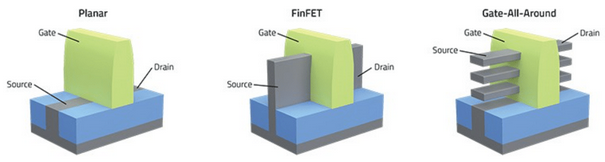 Planar
Gate
Source
Drain
FinFET
Gate
Source
Drain
Gate-All-Around
Gate
Drain
Source